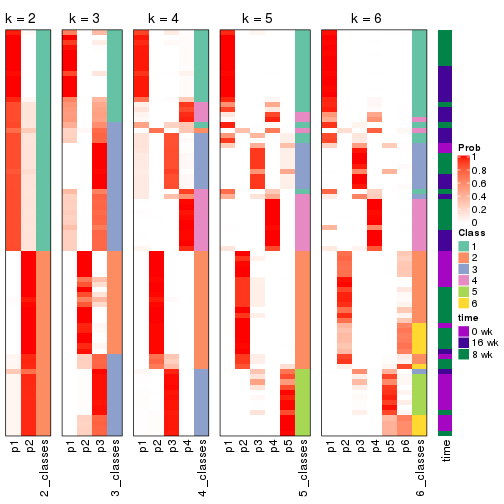 k = 2
k = 3
k = 4
k = 5
k = 6
Prob
1
0.8
0.6
0.4
0.2
0
Class
1
2
3
4
5
6
time
0 wk
16 wk
8 wk
p1
p2
2_classes
p1
p2
p3
3_classes
p1
p2
p3
p4
4_classes
p1
p2
p3
p4
p5
5_classes
p1
p2
p3
p4
p5
p6
6_classes
time